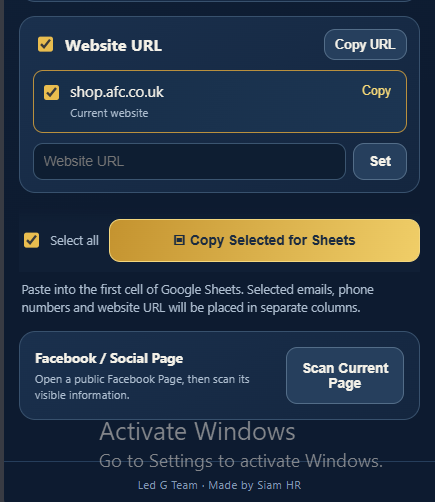 Website URL
Copy URL
shop.afc.co.uk
Copy
Current website
Website URL
Set
Select all
Copy Selected for Sheets
Paste into the first cell of Google Sheets. Selected emails, phone
numbers and website URL will be placed in separate columns.
Facebook / Social Page
Open a public Facebook Page, then scan its
visible information.
Scan Current
Page
Activate Windows
Go to Settings to activate Windows.
Led G Team · Made by Siam HR